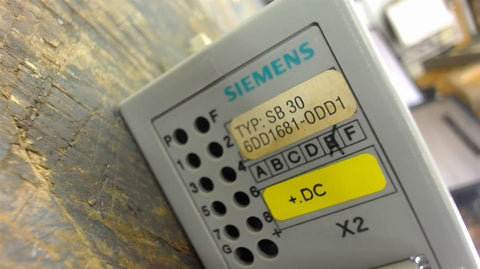 SIEMENS
TYP: SB 30
6DD1681-0DD1
A B C D E F
+.DC
X2
P F
1 2
3 4
5 6
7 8
G +